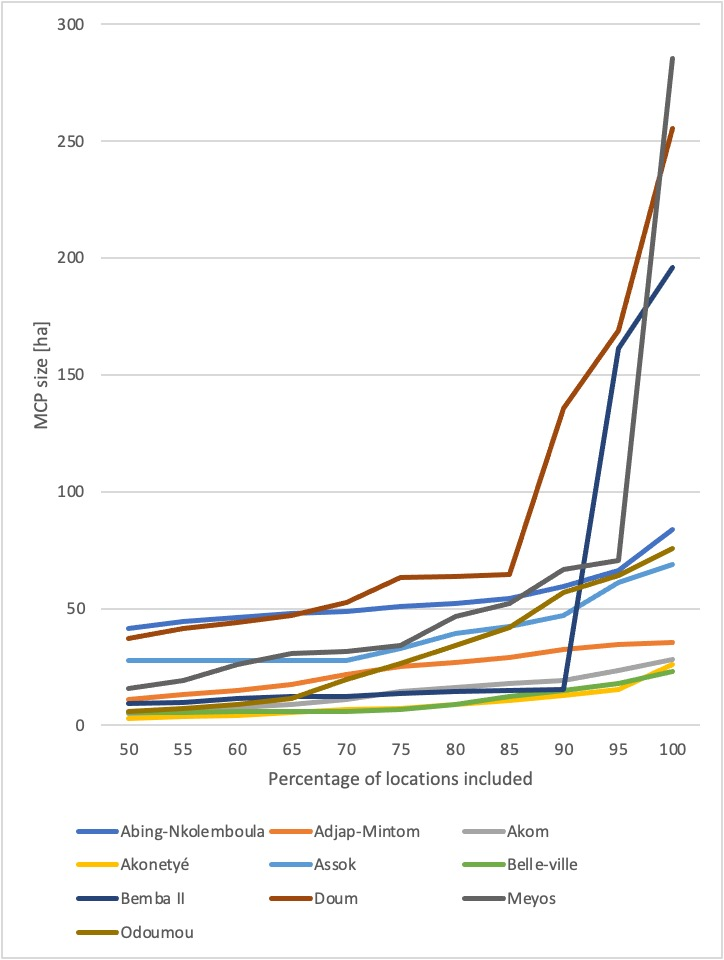 300
250
200
150
100
50
0
MCP size [ha]
50 55 60 65 70 75 80 85 90 95 100
Percentage of locations included
Abing-Nkolemboula Adjap-Mintom Akom
Akonetyé Assok Belle-ville
Bemba II Doum Meyos
Odoumou